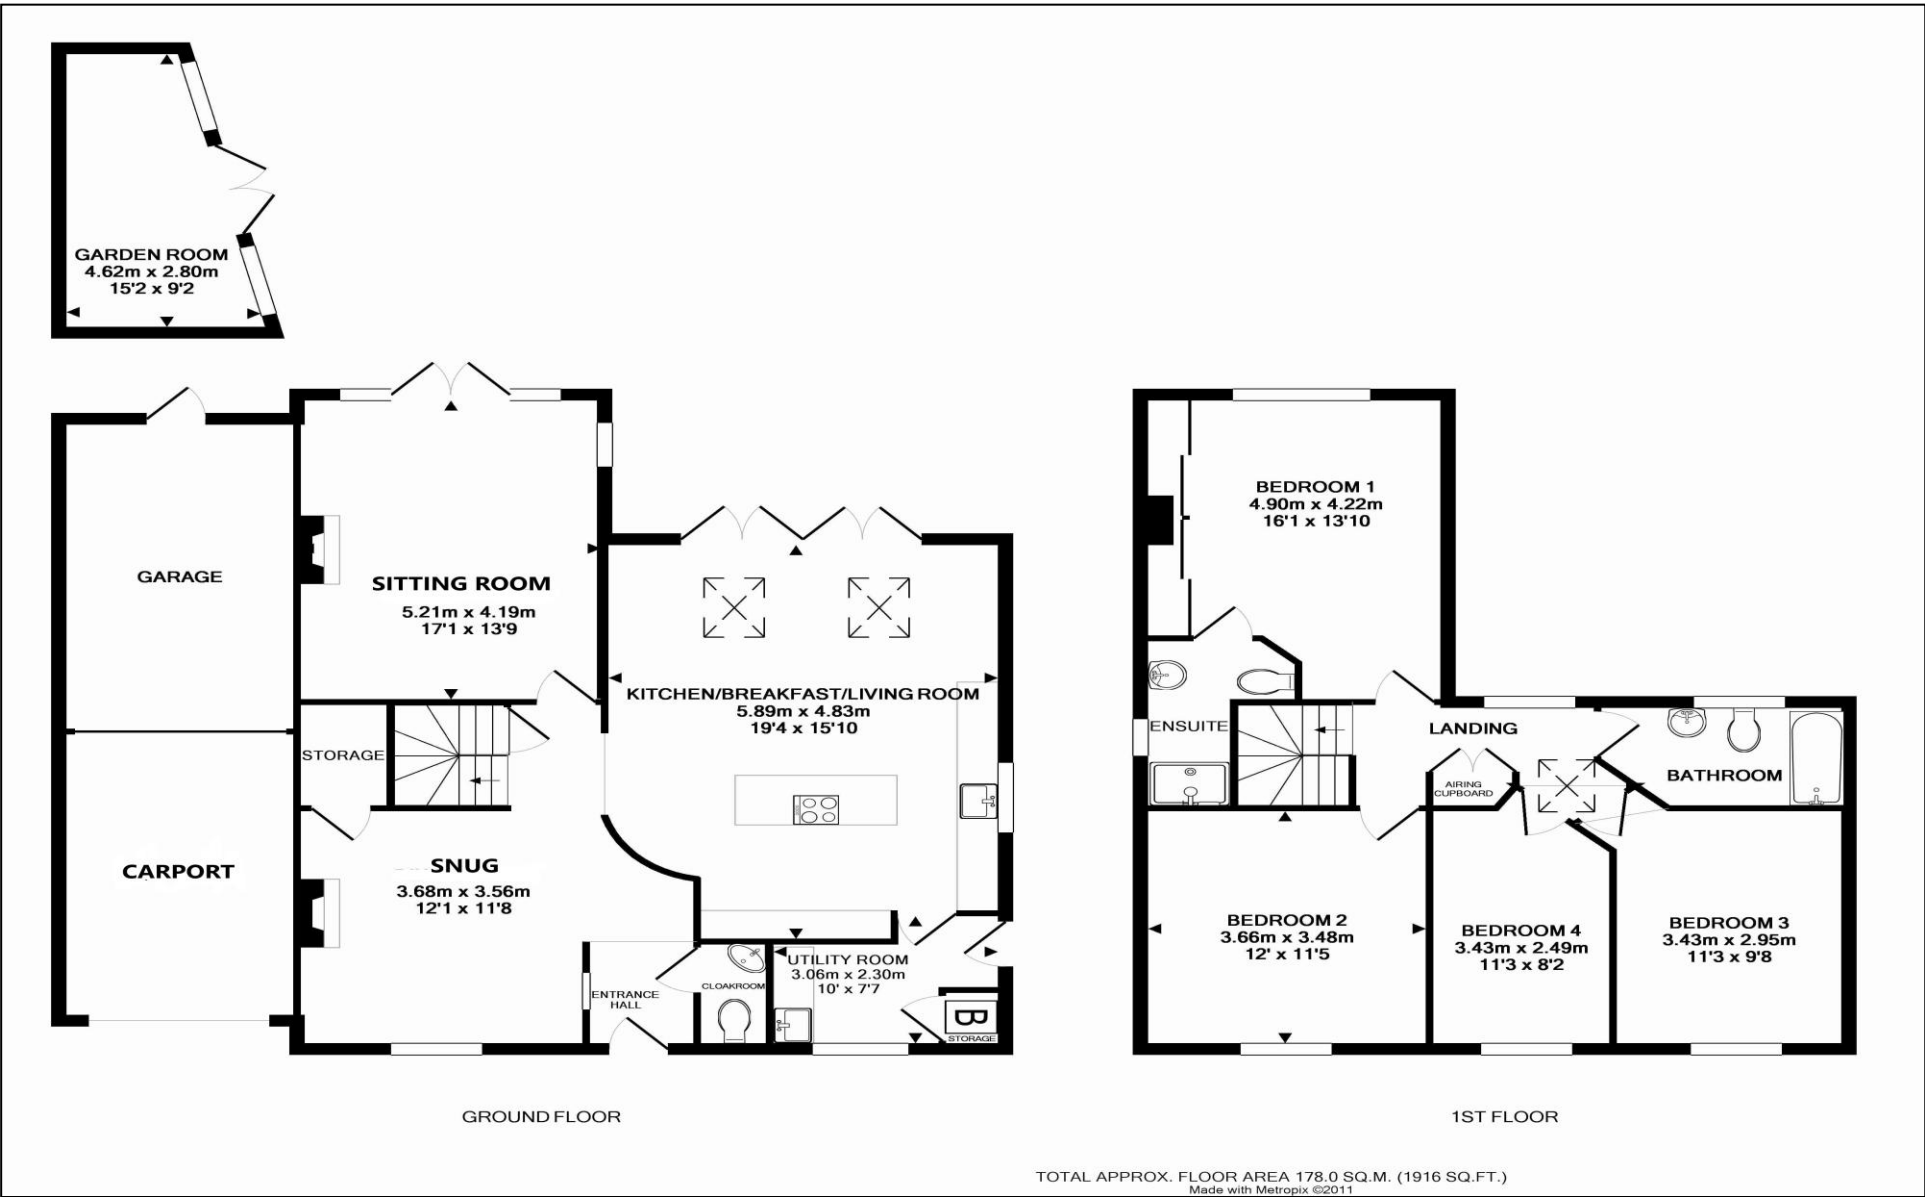 GARDEN ROOM
4.62m x 2.80m
15'2 x 9'2
GARAGE
SITTING ROOM
5.21m x 4.19m
17'1 x 13'9
KITCHEN/BREAKFAST/LIVING ROOM
5.89m x 4.83m
19'4 x 15'10
STORAGE
CARPORT
SNUG
3.68m x 3.56m
12'1 x 11'8
ENTRANCE
HALL
CLOAKROOM
UTILITY ROOM
3.06m x 2.30m
10' x 7'7
B
STORAGE
GROUND FLOOR
BEDROOM 1
4.90m x 4.22m
16'1 x 13'10
ENSUITE
LANDING
AIRING
CUPBOARD
BATHROOM
BEDROOM 2
3.66m x 3.48m
12' x 11'5
BEDROOM 4
3.43m x 2.49m
11'3 x 8'2
BEDROOM 3
3.43m x 2.95m
11'3 x 9'8
1ST FLOOR
TOTAL APPROX. FLOOR AREA 178.0 SQ.M. (1916 SQ.FT.)
Made with Metropix ©2011